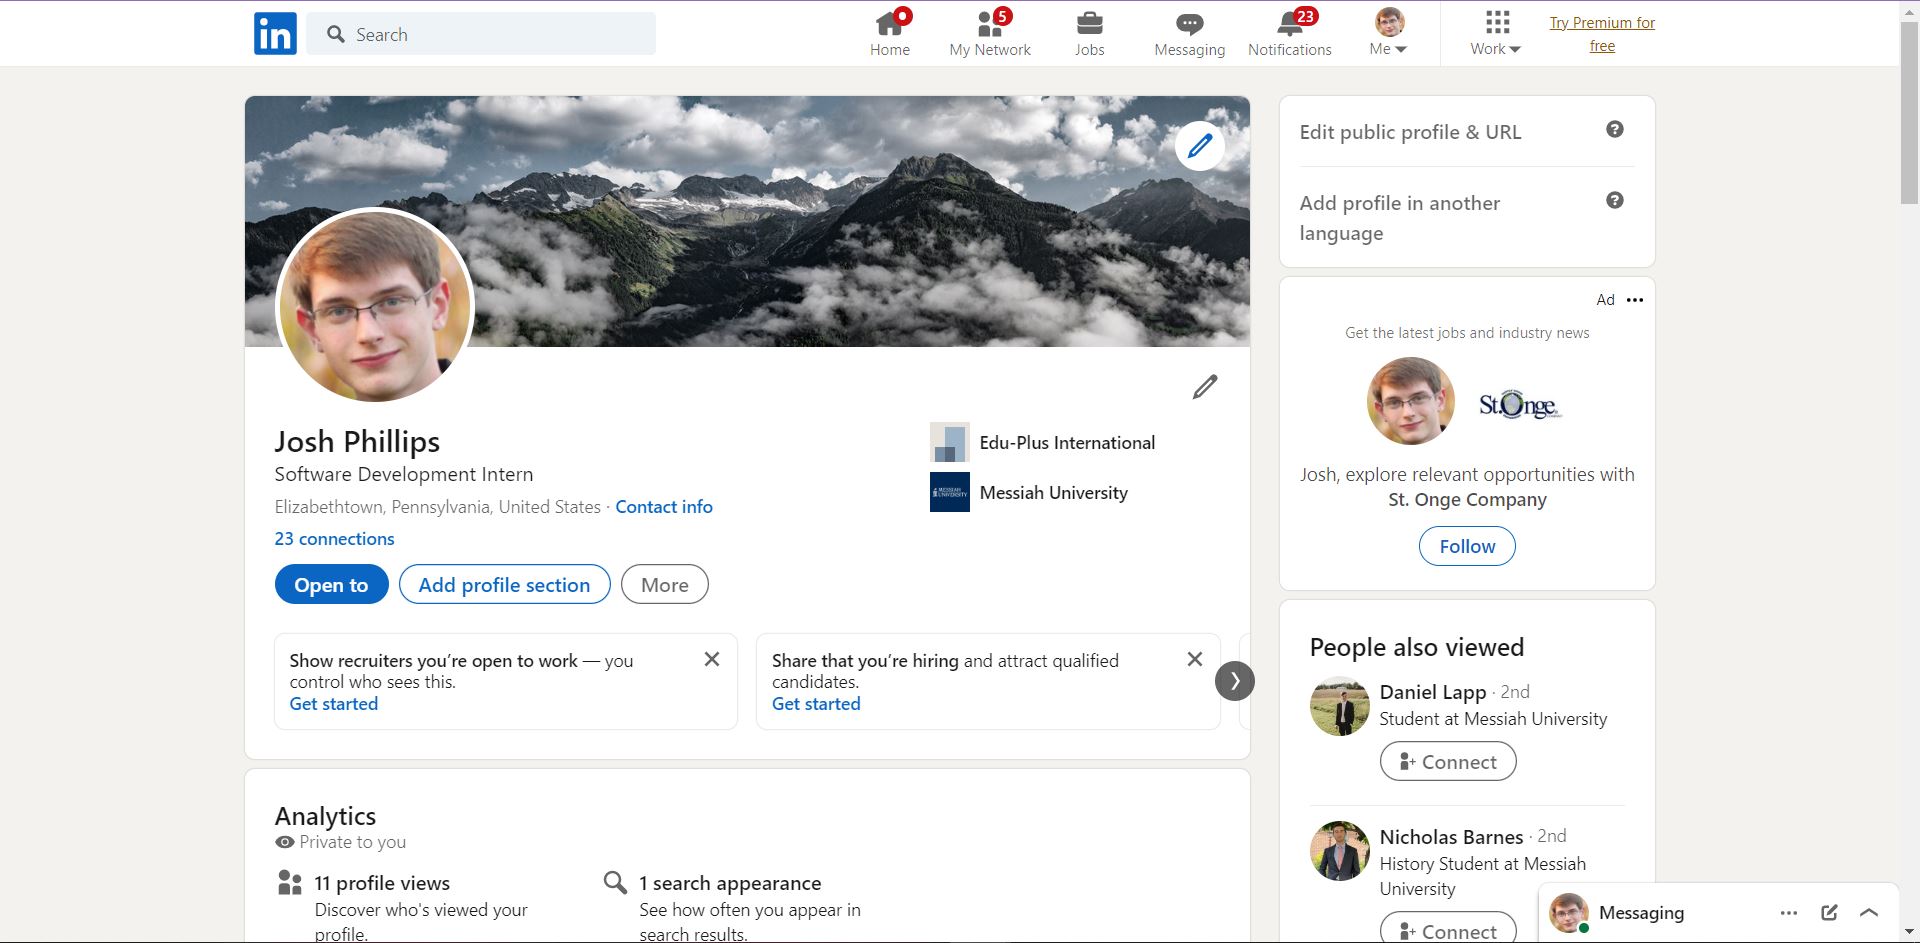 in
Search
Home
5
My Network
Jobs
Messaging
23
Notifications
Me
Work
Try Premium for
free
Josh Phillips
Software Development Intern
Elizabethtown, Pennsylvania, United States · Contact info
23 connections
Edu-Plus International
MESSIAH
UNIVERSITY
Messiah University
Open to
Add profile section
More
Show recruiters you’re open to work — you
control who sees this.
Get started
Share that you’re hiring and attract qualified
candidates.
Get started
Analytics
Private to you
11 profile views
Discover who's viewed your
profile.
1 search appearance
See how often you appear in
search results.
Edit public profile & URL
Add profile in another
language
Ad
Get the latest jobs and industry news
St.Onge
Josh, explore relevant opportunities with
St. Onge Company
Follow
People also viewed
Daniel Lapp · 2nd
Student at Messiah University
Connect
Nicholas Barnes · 2nd
History Student at Messiah
University
Connect
Messaging